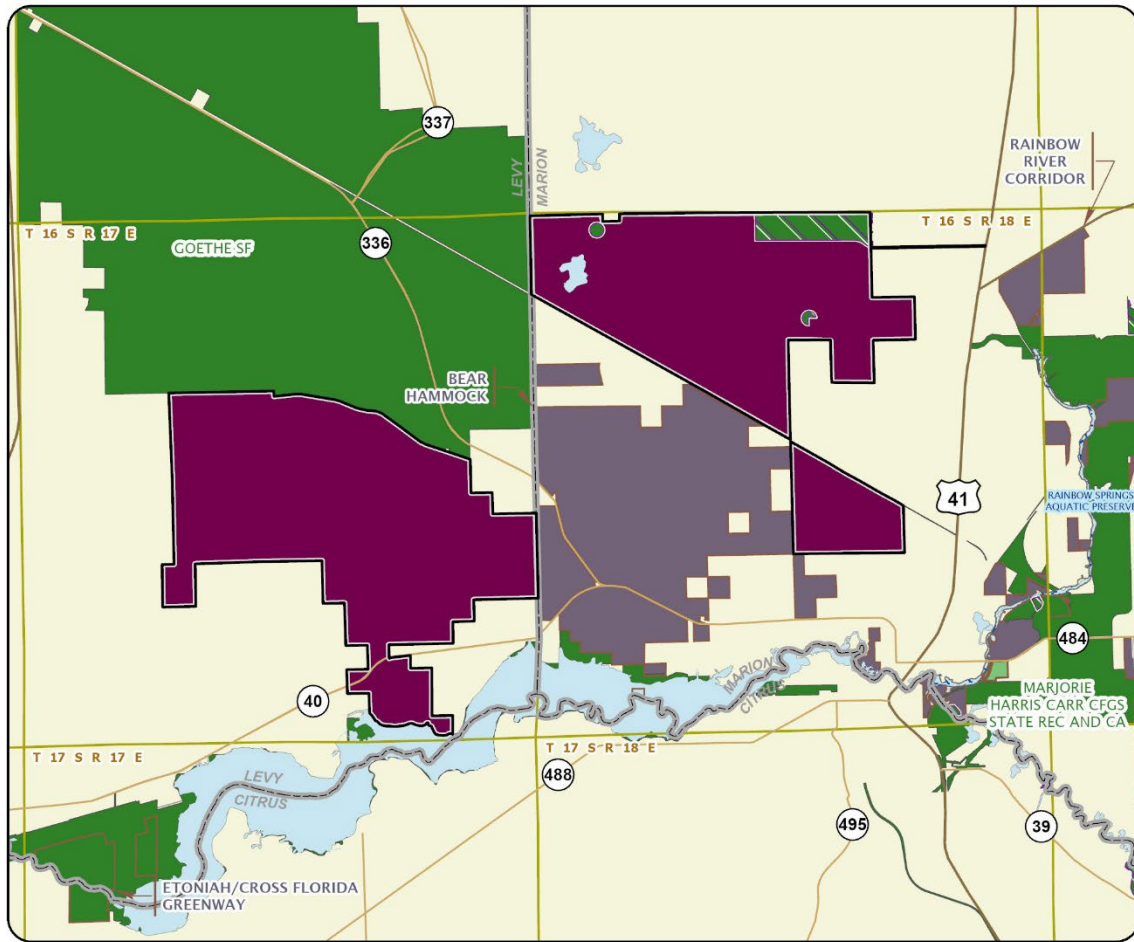 337
LEVY
MARION
RAINBOW
RIVER
CORRIDOR
T 16 S R 17 E
T 16 S R 18 E
GOETHE SF
336
BEAR
HAMMOCK
41
RAINBOW SPRINGS
AQUATIC PRESERVE
484
MARION
CITRUS
40
MARJORIE
HARRIS CARR CFGS
STATE REC AND CA
T 17 S R 17 E
T 17 S R 18 E
LEVY
CITRUS
488
495
39
ETONIAH/CROSS FLORIDA
GREENWAY